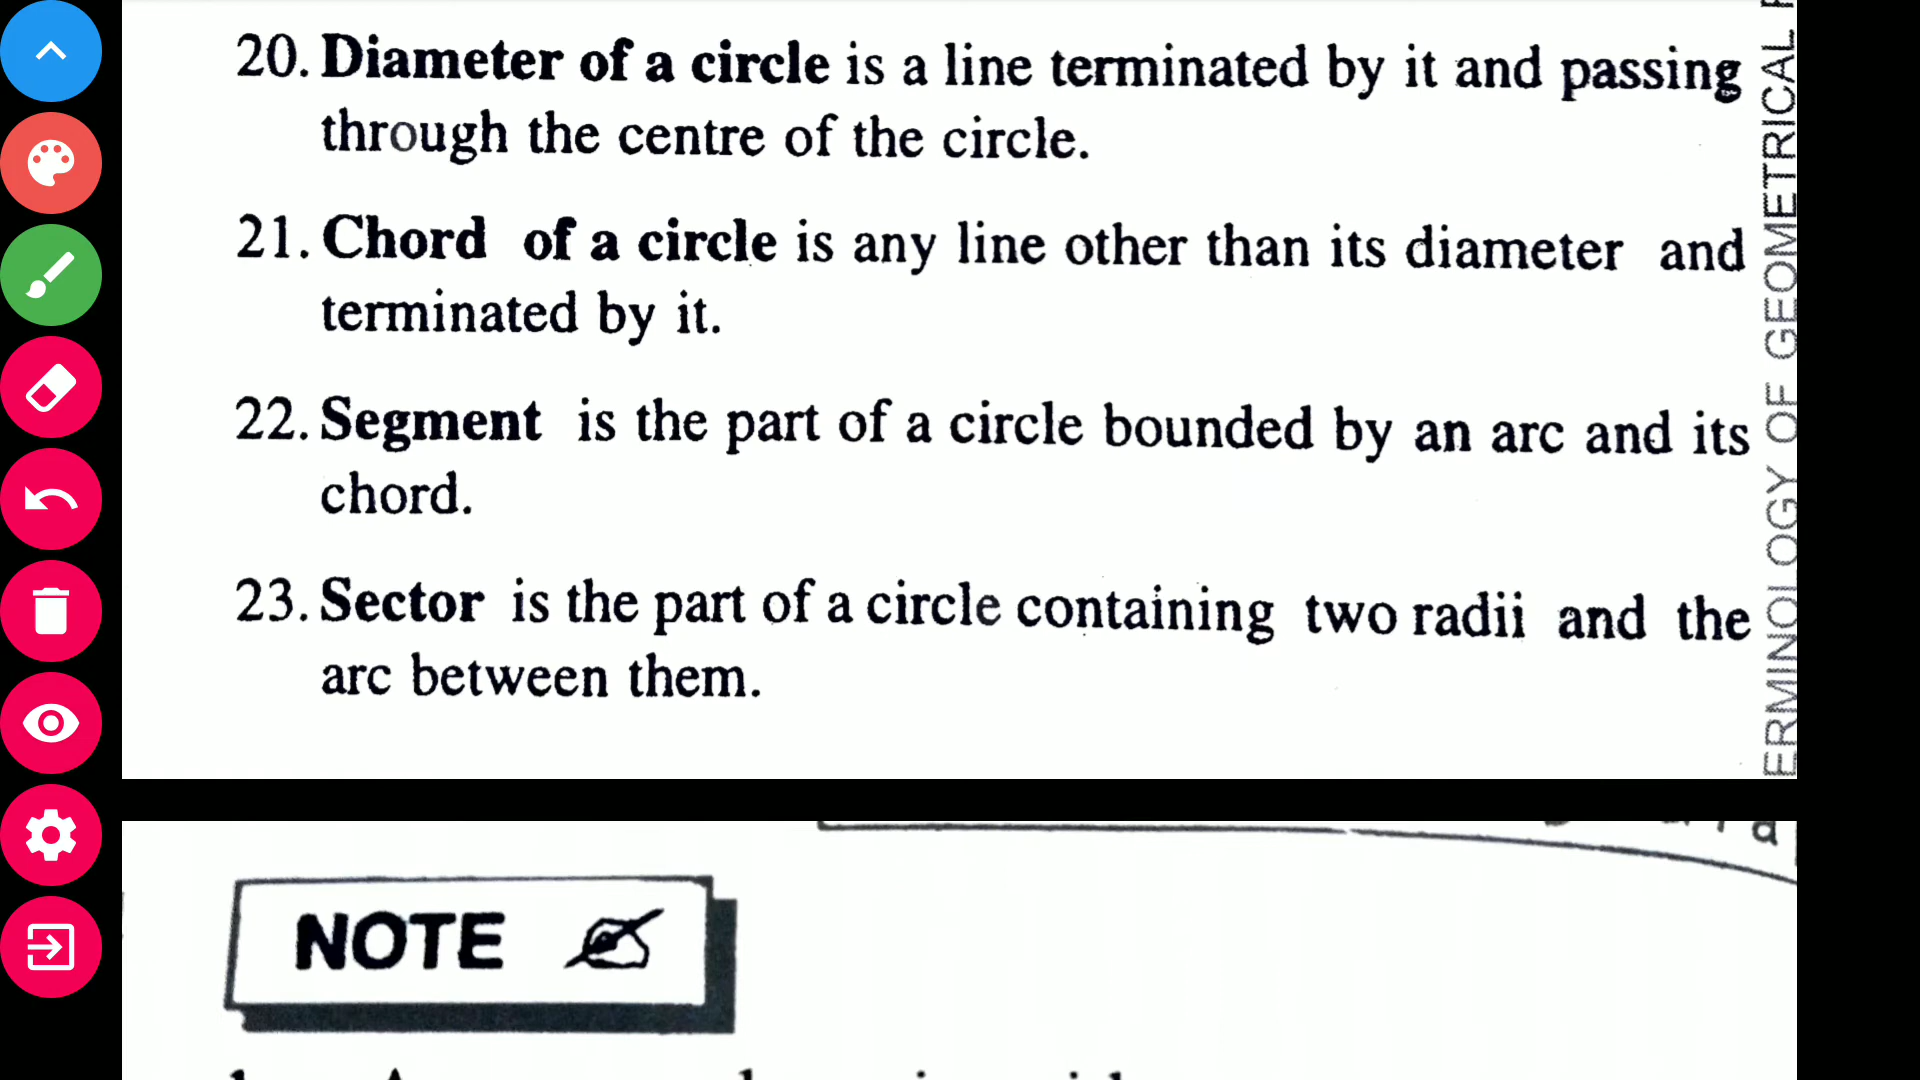 20. Diameter of a circle is a line terminated by it and passing
through the centre of the circle.
21. Chord of a circle is any line other than its diameter and
terminated by it.
22. Segment is the part of a circle bounded by an arc and its
chord.
23. Sector is the part of a circle containing two radii and the
arc between them.
OF GEOMETRICAL
NOTE